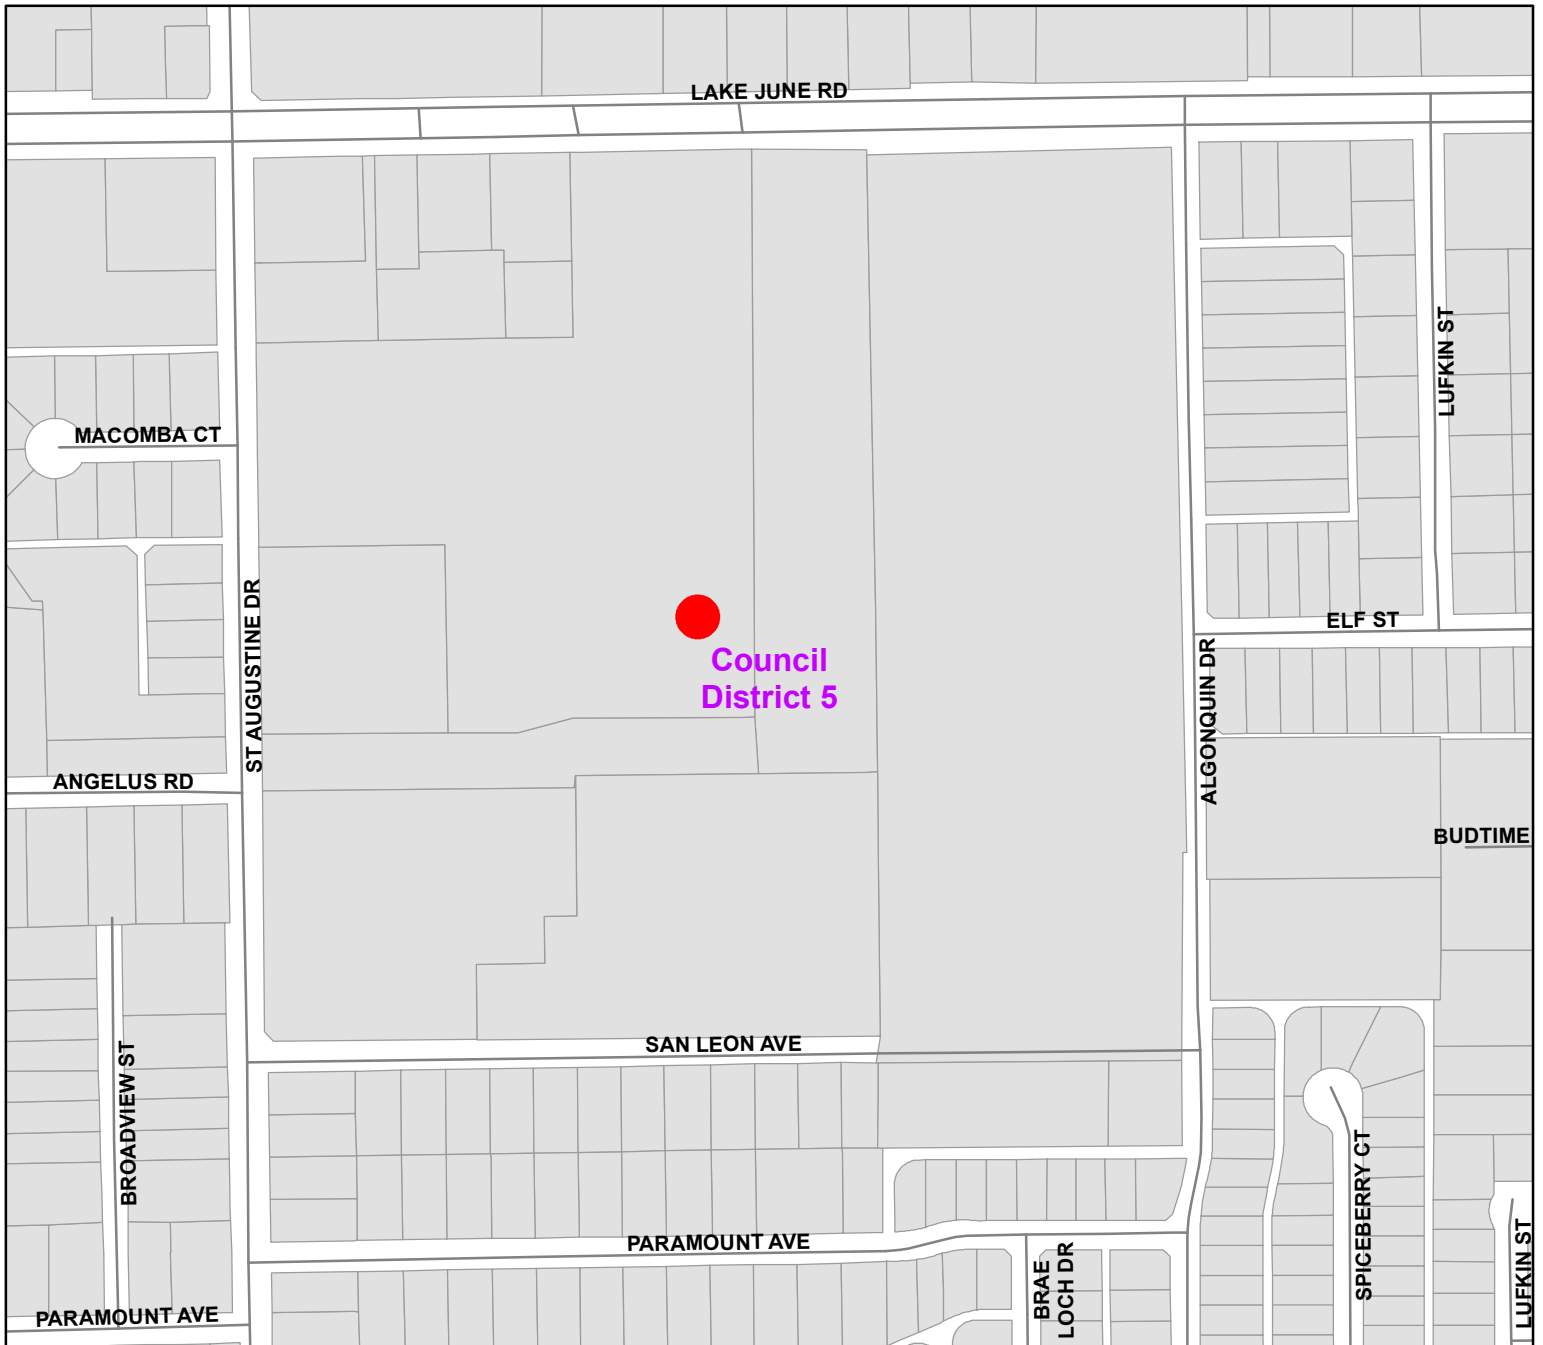 LAKE JUNE RD
LUFKIN ST
MACOMBA CT
ST AUGUSTINE DR
ELF ST
Council
District 5
ALGONQUIN DR
ANGELUS RD
BUDTIME
SAN LEON AVE
BROADVIEW ST
SPICEBERRY CT
PARAMOUNT AVE
BRAE
LOCH DR
LUFKIN ST
PARAMOUNT AVE